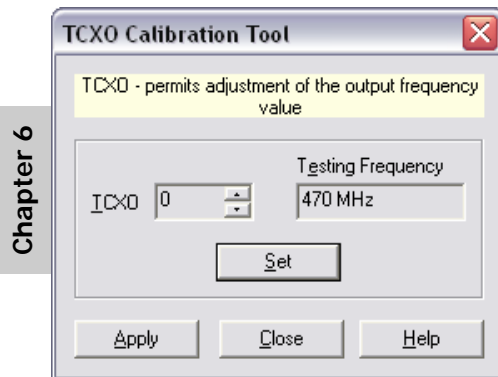 Chapter 6
TCXO Calibration Tool
TCXO - permits adjustment of the output frequency
value
Testing Frequency
TCXO 0 470 MHz
Set
Apply Close Help